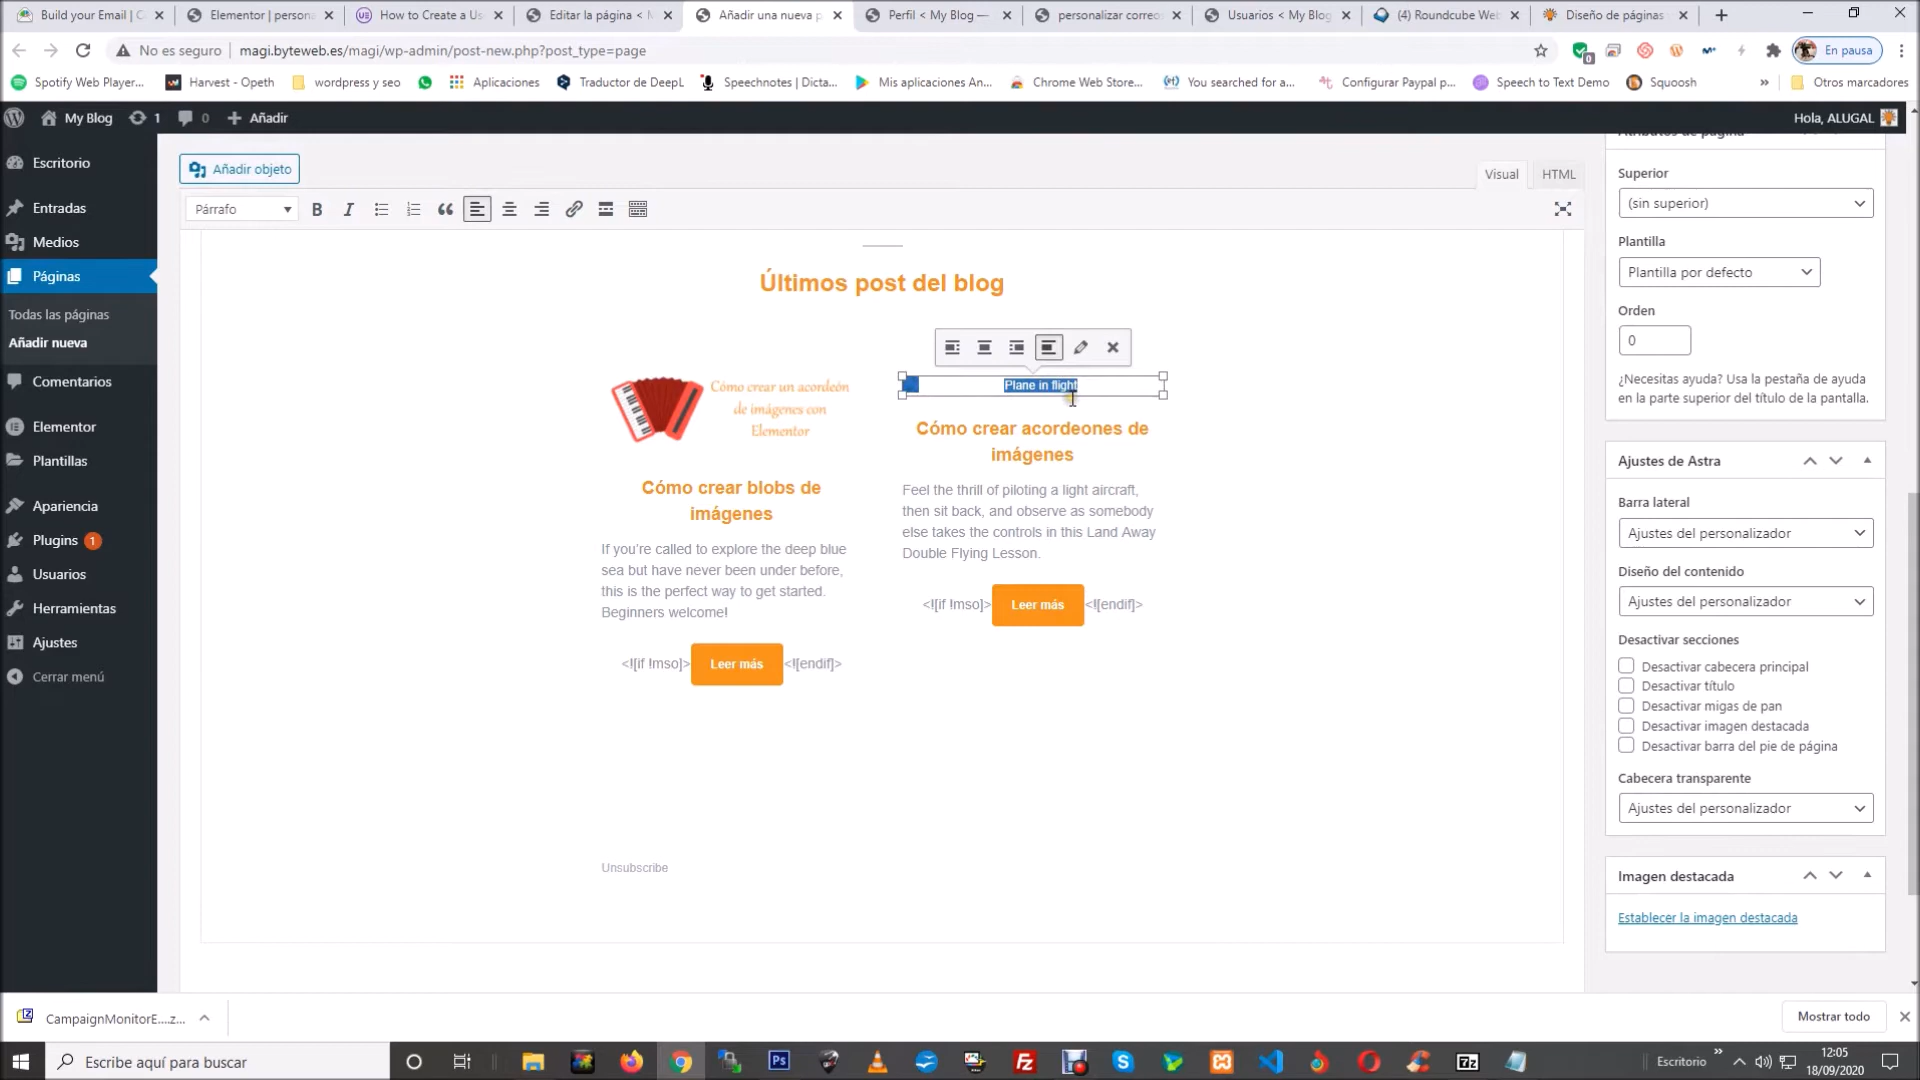 Build your Email | C
Elementor | persona
How to Create a Us
Editar la página < M
Añadir una nueva p
Perfil < My Blog —
personalizar correo
Usuarios < My Blog
(4) Roundcube Web
Diseño de páginas
No es seguro
magi.byteweb.es/magi/wp-admin/post-new.php?post_type=page
En pausa
Spotify Web Player...
Harvest - Opeth
wordpress y seo
Aplicaciones
Traductor de DeepL
Speechnotes | Dicta...
Mis aplicaciones An...
Chrome Web Store...
You searched for a...
Configurar Paypal p...
Speech to Text Demo
Squoosh
»
Otros marcadores
My Blog
1
0
Añadir
Hola, ALUGAL
Escritorio
Entradas
Medios
Páginas
Todas las páginas
Añadir nueva
Comentarios
Elementor
Plantillas
Apariencia
Plugins 1
Usuarios
Herramientas
Ajustes
Cerrar menú
Añadir objeto
Visual
HTML
Párrafo
Últimos post del blog
Cómo crear un acordeón
de imágenes con
Elementor
Cómo crear blobs de
imágenes
If you’re called to explore the deep blue
sea but have never been under before,
this is the perfect way to get started.
Beginners welcome!
<![if !mso]> Leer más <![endif]>
Plane in flight
Cómo crear acordeones de
imágenes
Feel the thrill of piloting a light aircraft,
then sit back, and observe as somebody
else takes the controls in this Land Away
Double Flying Lesson.
<![if !mso]> Leer más <![endif]>
Unsubscribe
Atributos de página
Superior
(sin superior)
Plantilla
Plantilla por defecto
Orden
0
¿Necesitas ayuda? Usa la pestaña de ayuda
en la parte superior del título de la pantalla.
Ajustes de Astra
Barra lateral
Ajustes del personalizador
Diseño del contenido
Ajustes del personalizador
Desactivar secciones
Desactivar cabecera principal
Desactivar título
Desactivar migas de pan
Desactivar imagen destacada
Desactivar barra del pie de página
Cabecera transparente
Ajustes del personalizador
Imagen destacada
Establecer la imagen destacada
CampaignMonitorE....z...
Mostrar todo
Escribe aquí para buscar
Escritorio
»
12:05
18/09/2020